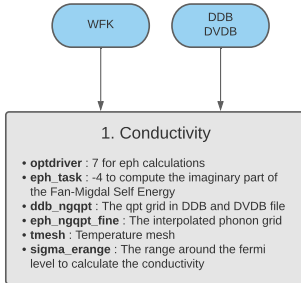 WFK
DDB
DVDB
1. Conductivity
• optdriver : 7 for eph calculations
• eph_task : -4 to compute the imaginary part of
the Fan-Migdal Self Energy
• ddb_ngqpt : The qpt grid in DDB and DVDB file
• eph_ngqpt_fine : The interpolated phonon grid
• tmesh : Temperature mesh
• sigma_erange : The range around the fermi
level to calculate the conductivity